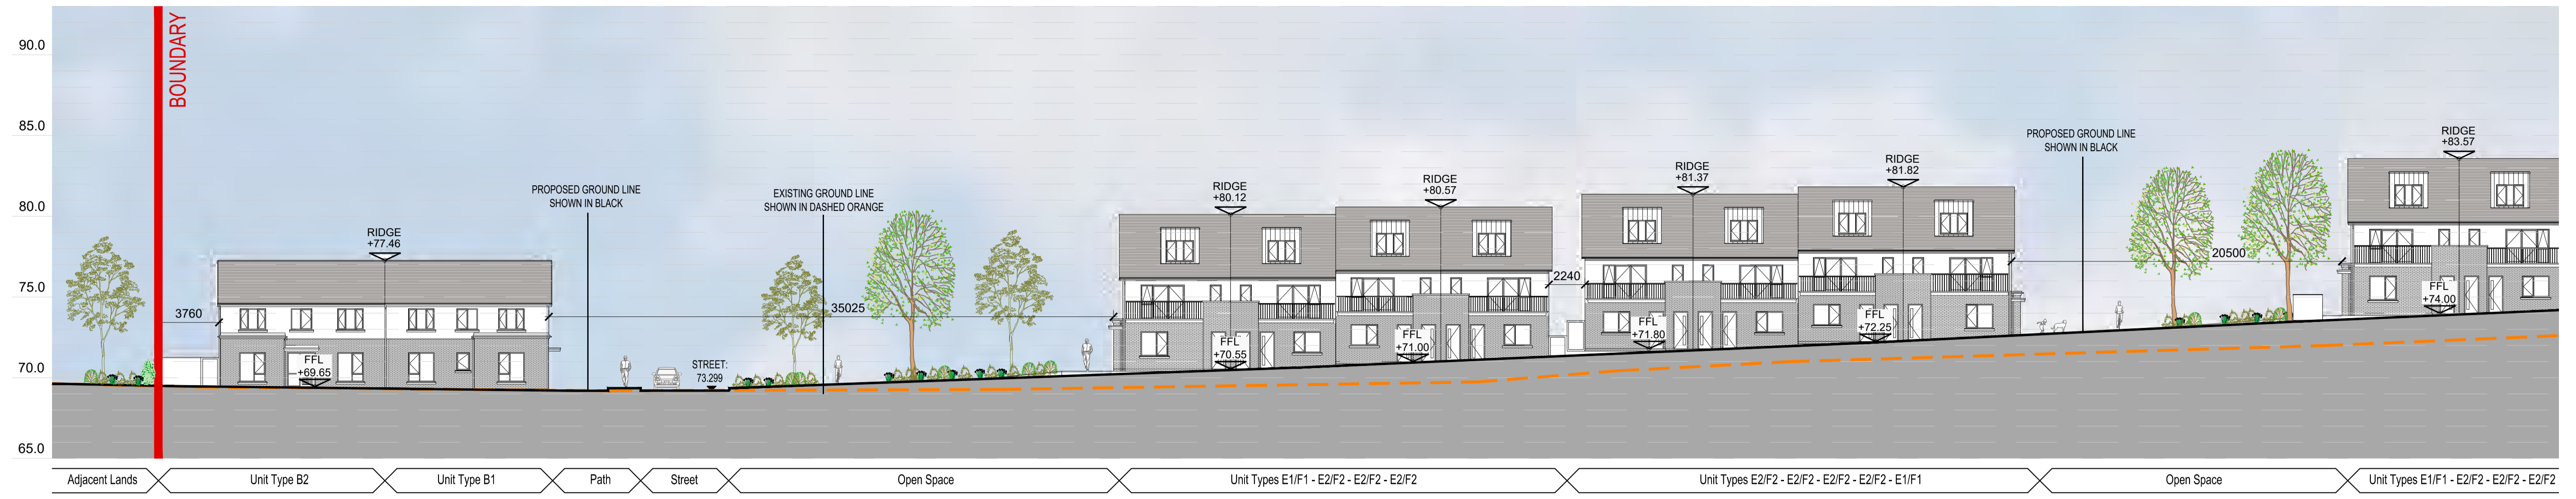 90.0
85.0
80.0
75.0
70.0
65.0
BOUNDARY
3760
RIDGE
+77.46
FFL
+69.65
PROPOSED GROUND LINE
SHOWN IN BLACK
STREET:
73.299
EXISTING GROUND LINE
SHOWN IN DASHED ORANGE
35025
RIDGE
+80.12
FFL
+70.55
RIDGE
+80.57
FFL
+71.00
2240
RIDGE
+81.37
FFL
+71.80
RIDGE
+81.82
FFL
+72.25
PROPOSED GROUND LINE
SHOWN IN BLACK
20500
RIDGE
+83.57
FFL
+74.00
Adjacent Lands
Unit Type B2
Unit Type B1
Path
Street
Open Space
Unit Types E1/F1 - E2/F2 - E2/F2 - E2/F2
Unit Types E2/F2 - E2/F2 - E2/F2 - E2/F2 - E1/F1
Open Space
Unit Types E1/F1 - E2/F2 - E2/F2 - E2/F2